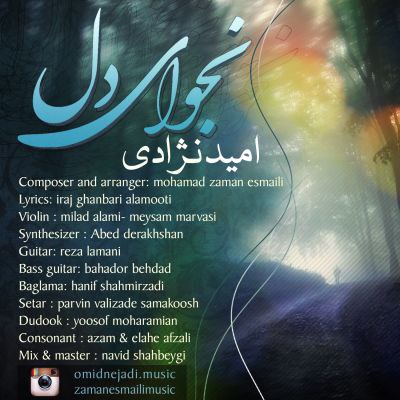 نجوای دل
امید نژادی
Composer and arranger: mohamad zaman esmaili
Lyrics: iraj ghanbari alamooti
Violin : milad alami- meysam marvasi
Synthesizer : Abed derakhshan
Guitar: reza lamani
Bass guitar: bahador behdad
Baglama: hanif shahmirzadi
Setar : parvin valizade samakoosh
Dudook : yoosof moharamian
Consonant : azam & elahe afzali
Mix & master : navid shahbeygi
omidnejadi.music
zamanesmailimusic